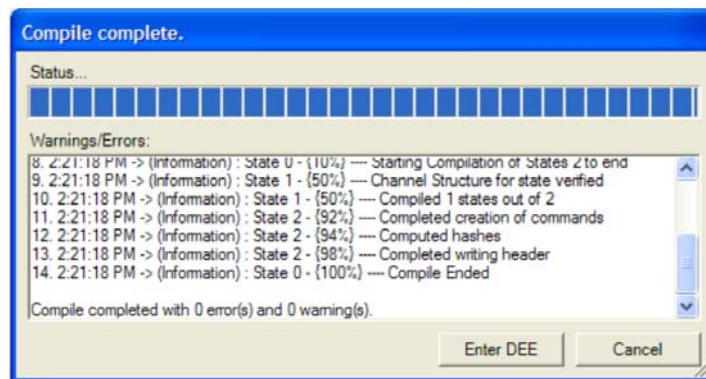 Compile complete.
Status...
Warnings/Errors:
8. 2:21:18 PM -> (Information) : State 0 - {10%} ---- Starting Compilation of States 2 to end
9. 2:21:18 PM -> (Information) : State 1 - {50%} ---- Channel Structure for state verified
10. 2:21:18 PM -> (Information) : State 1 - {50%} ---- Compiled 1 states out of 2
11. 2:21:18 PM -> (Information) : State 2 - {92%} ---- Completed creation of commands
12. 2:21:18 PM -> (Information) : State 2 - {94%} ---- Computed hashes
13. 2:21:18 PM -> (Information) : State 2 - {98%} ---- Completed writing header
14. 2:21:18 PM -> (Information) : State 0 - {100%} ---- Compile Ended
Compile completed with 0 error(s) and 0 warning(s).
Enter DEE
Cancel